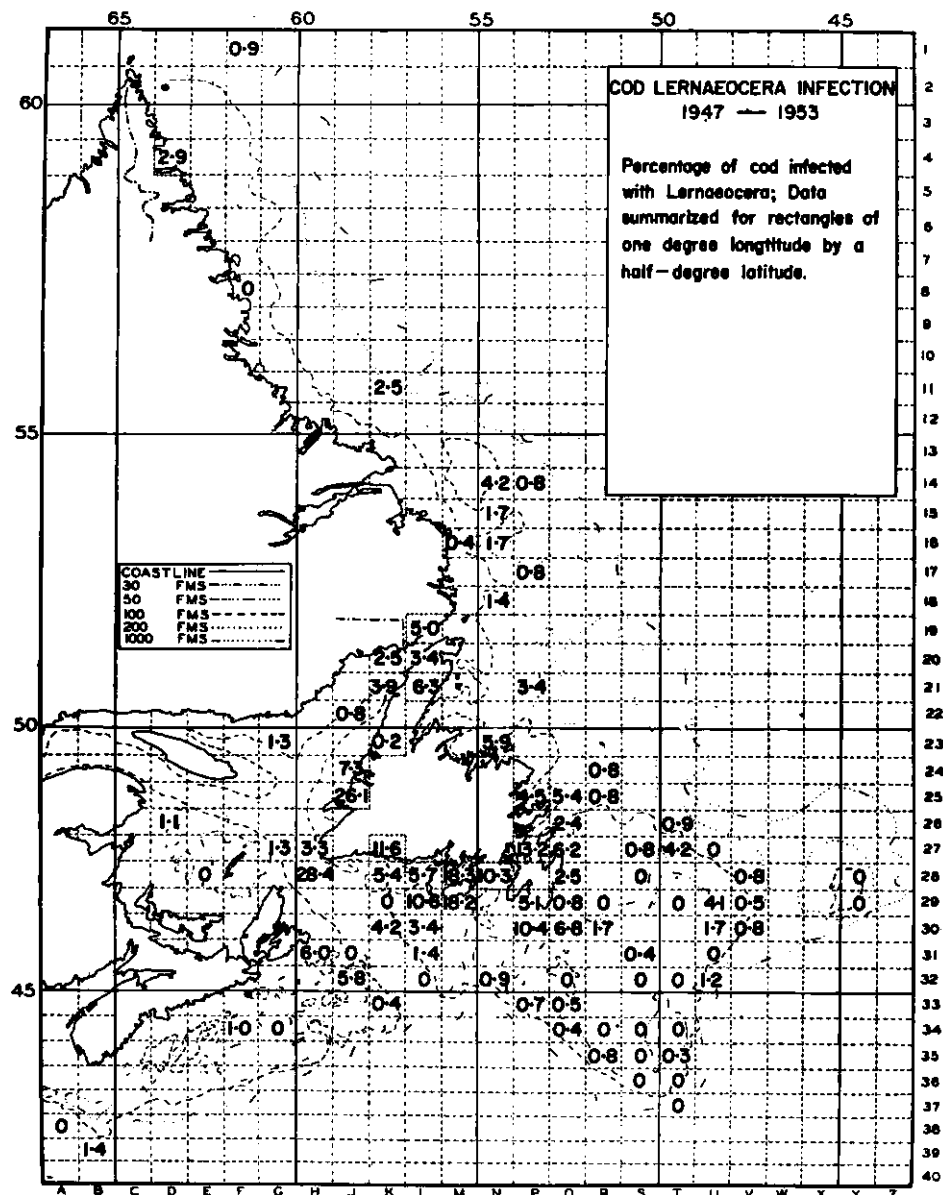 65 60 55 50 45
0·9 1
60 2
3
2·9 4
5
6
7
0 8
9
10
2·5 11
12
55 13
4·2 0·8 14
1·7 15
0·4 1·7 16
0·8 17
1·4 18
5·0
2·5 3·4 20
3·9 6·3 3·4 21
0·8 22
50
1·3 0·2 5·9 23
0·8 24
26·1 5·4 0·8 25
1·1 2·4 0·9 26
1·3 3·3 11·6 13·2 6·2 0·8 4·2 0 27
0 28·4 5·4 5·7 18·3 10·3 2·5 0 0·8 0 28
0 10·8 18·2 5·1 0·8 0 0 4·1 0·5 0 29
4·2 3·4 10·4 6·8 1·7 1·7 0·8 30
6·0 0 1·4 0·4 0 31
5·8 0 0·9 0 0 0 1·2 32
45
0·4 0·7 0·5 33
1·0 0 0·4 0 0 0 34
0·8 0 0·3 35
0 0 36
0 37
0 38
1·4 39
40
A B C D E F G H J K L M N P O R S T U V W X Y Z
COD LERNAEOCERA INFECTION
1947 — 1953
Percentage of cod infected
with Lernaeocera; Data
summarized for rectangles of
one degree longtitude by a
half-degree latitude.
COASTLINE
30 FMS
50 FMS
100 FMS
200 FMS
1000 FMS